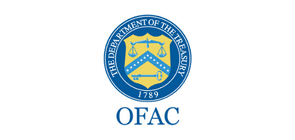 THE DEPARTMENT OF THE TREASURY
1789
OFAC